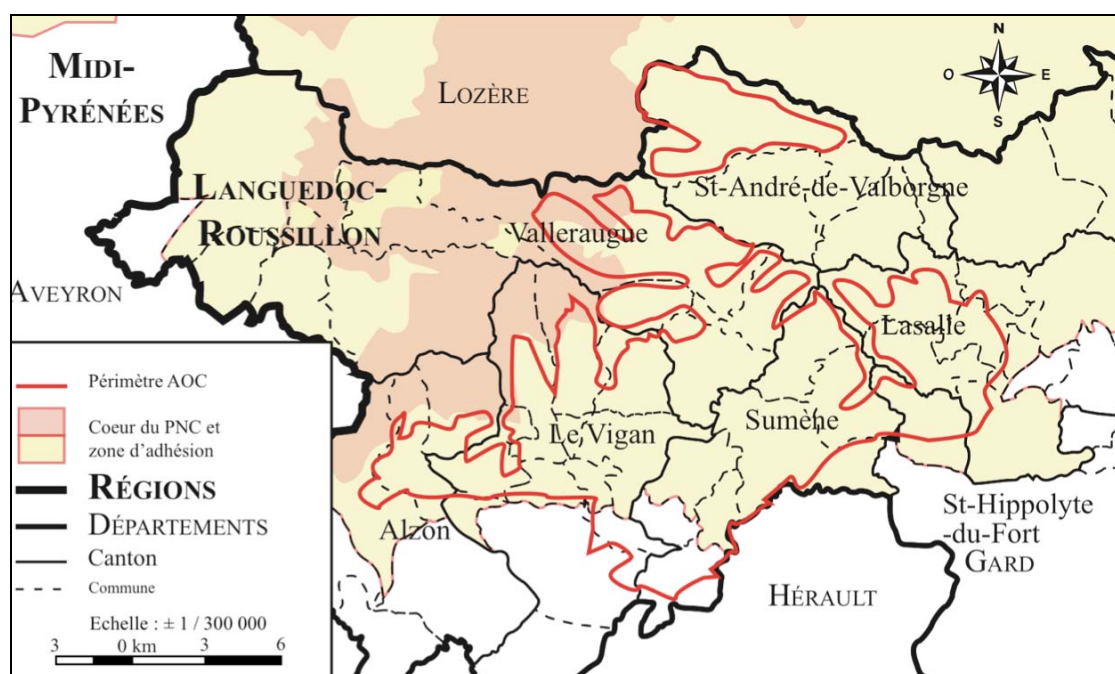 MIDI-
PYRÉNÉES
LOZÈRE
N
O
E
S
LANGUEDOC-
ROUSSILLON
St-André-de-Valborgne
Valleraugue
AVEYRON
Lasalle
Le Vigan
Sumène
Alzon
St-Hippolyte
-du-Fort
GARD
HÉRAULT
Périmètre AOC
Coeur du PNC et
zone d'adhésion
RÉGIONS
DÉPARTEMENTS
Canton
Commune
Echelle : ± 1 / 300 000
3 0 km 3 6